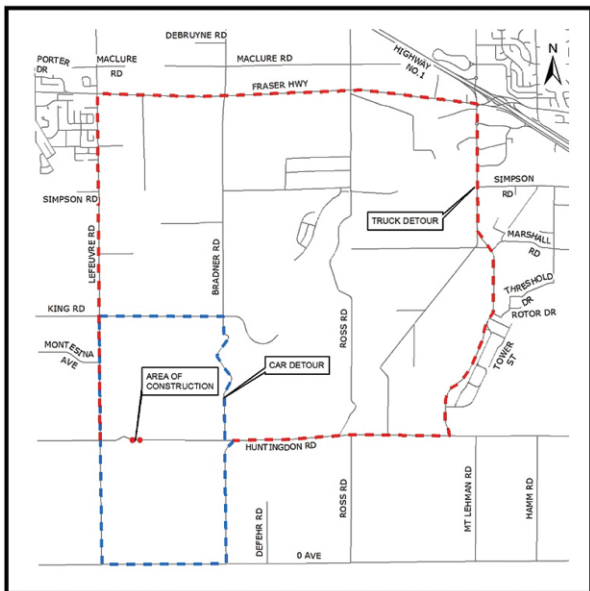 DEBRUYNE RD
PORTER
DR
MACLURE
RD
MACLURE RD
HIGHWAY
NO.1
N
FRASER HWY
SIMPSON RD
SIMPSON
RD
TRUCK DETOUR
LEFEUVRE RD
BRADNER RD
MARSHALL
RD
THRESHOLD
DR
ROTOR DR
KING RD
ROSS RD
MONTESINA
AVE
TOWER
ST
AREA OF
CONSTRUCTION
CAR DETOUR
HUNTINGDON RD
DEFEHR RD
ROSS RD
MT LEHMAN RD
HAMM RD
0 AVE